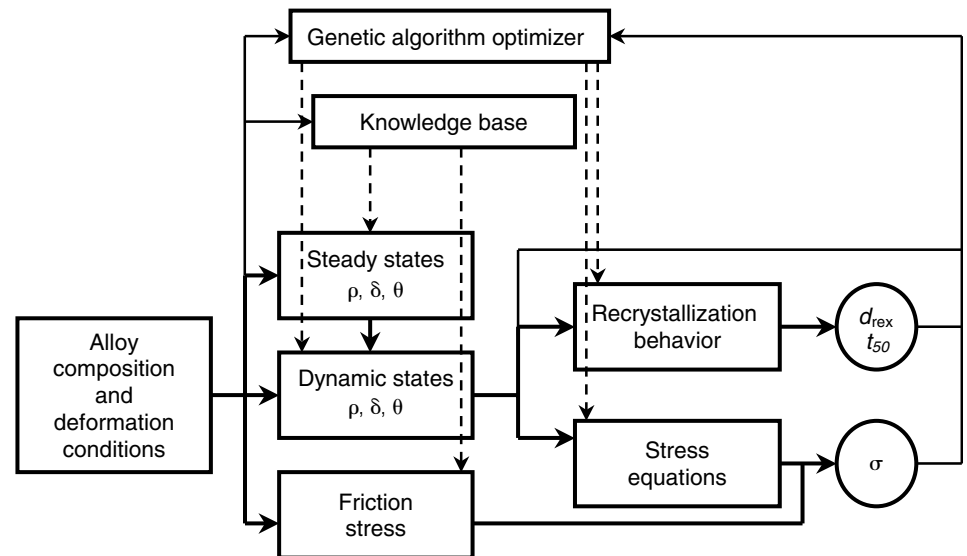 Genetic algorithm optimizer
Knowledge base
Steady states
ρ, δ, θ
Alloy
composition
and
deformation
conditions
Dynamic states
ρ, δ, θ
Friction
stress
Recrystallization
behavior
d_rex
t_50
Stress
equations
σ